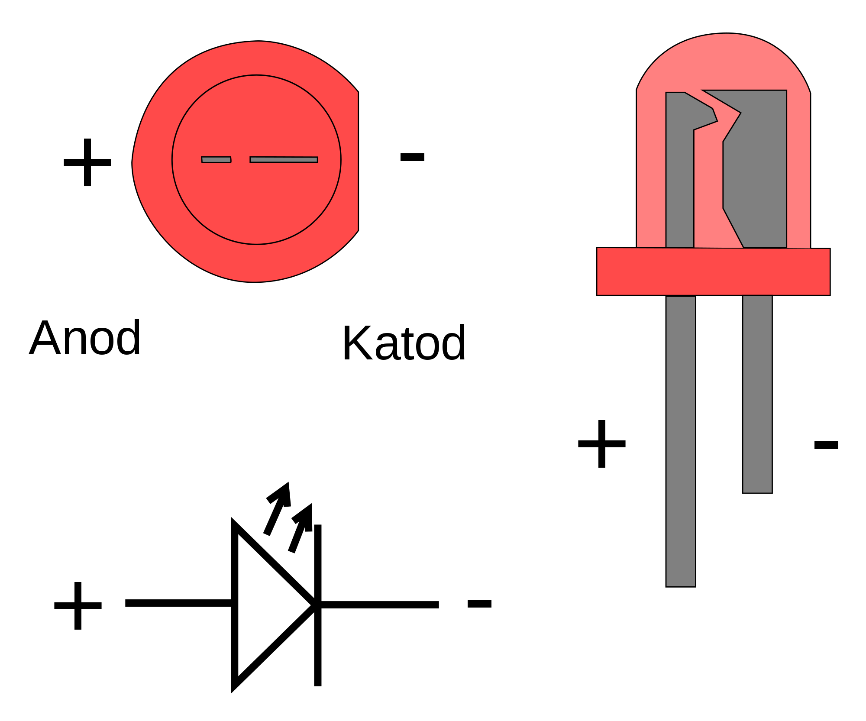 + -
Anod Katod
+ -
+ -